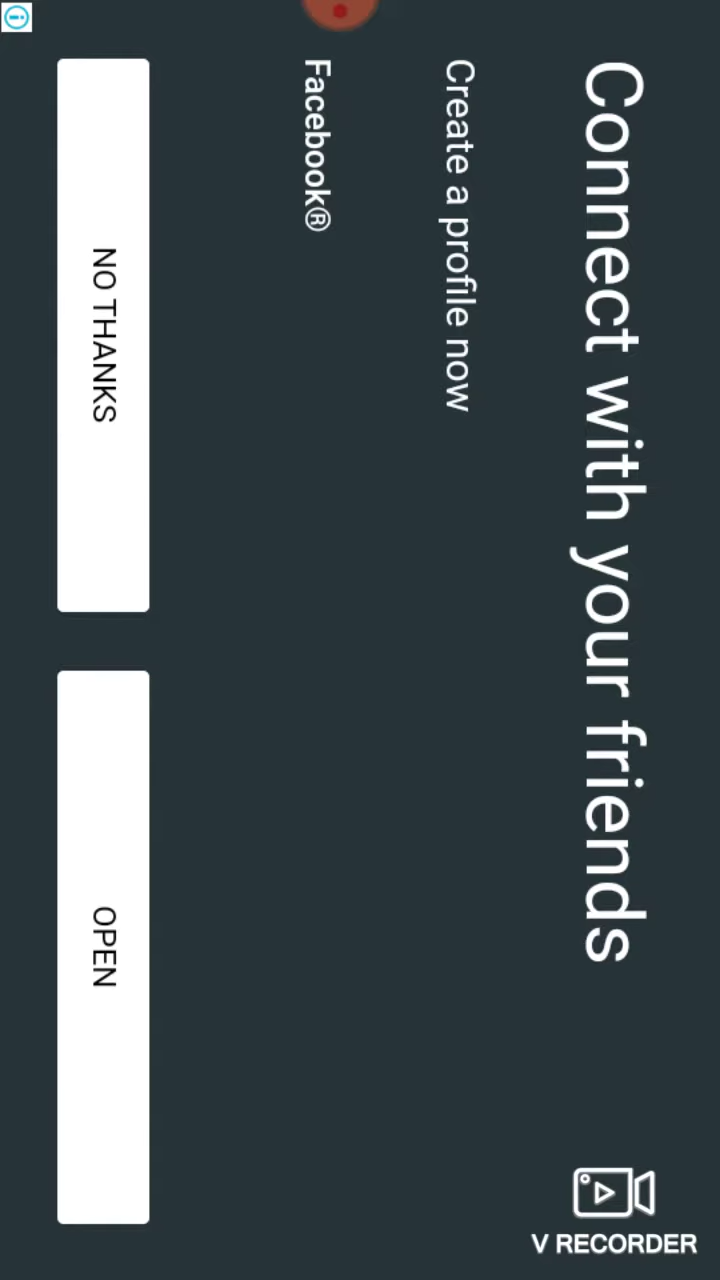 Connect with your friends
Create a profile now
Facebook®
NO THANKS
OPEN
V RECORDER